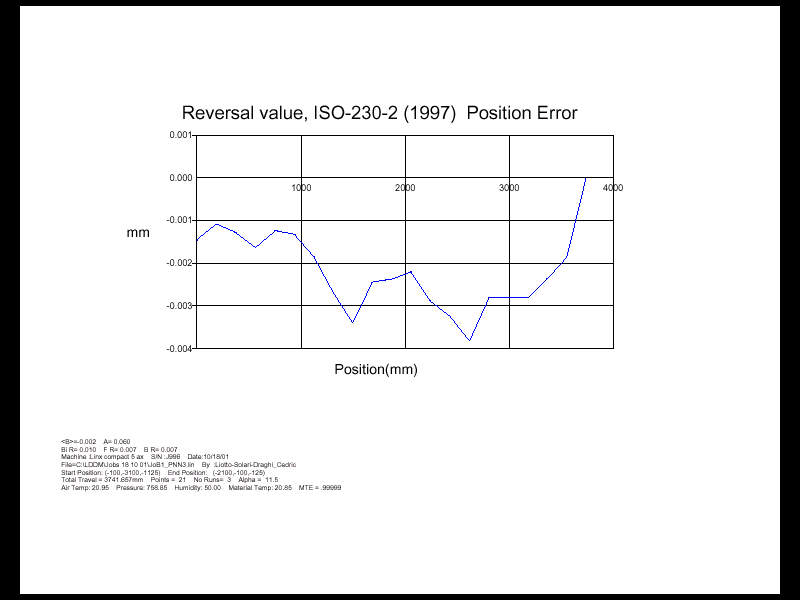 Reversal value, ISO-230-2 (1997)  Position Error
0.001
0.000
1000 2000 3000 4000
-0.001
mm
-0.002
-0.003
-0.004
Position(mm)
<B>=-0.002    A= 0.060
Bi R= 0.010    F R= 0.007    B R= 0.007
Machine :Linx compact 5 ax    S/N :J996    Date:10/18/01
File=C:\LDDM\Jobs 18 10 01\JoB1_PNN3.lin    By :Liotto-Solari-Draghi_Cedric
Start Position: (-100,-3100,-1125)    End Position:   (-2100,-100,-125)
Total Travel = 3741.657mm    Points =  21    No Runs=  3    Alpha =  11.5
Air Temp: 20.95    Pressure: 758.85    Humidity: 50.00    Material Temp: 20.85    MTE = .99999